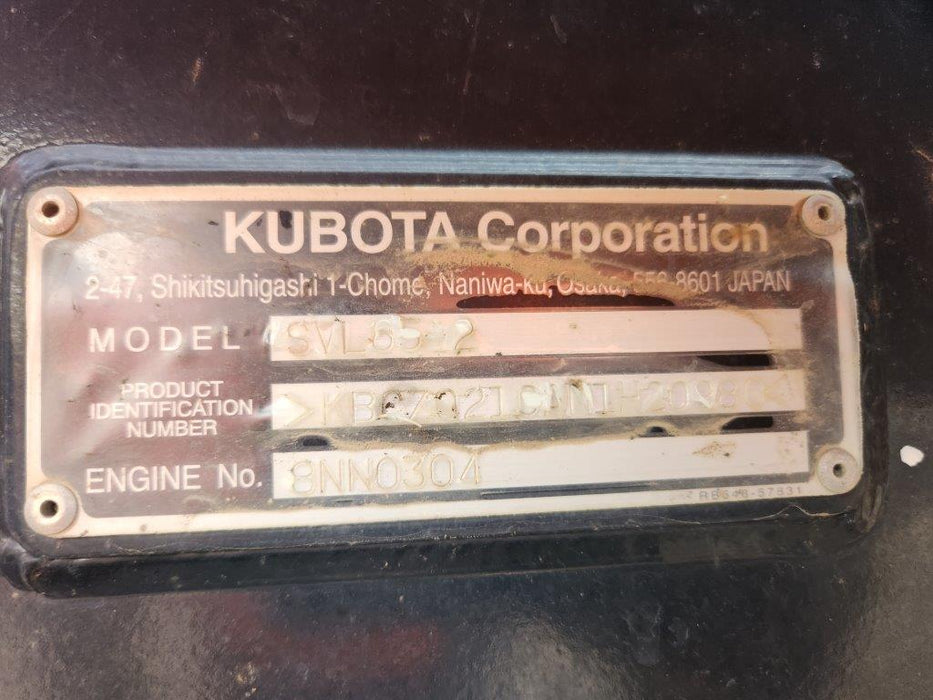 KUBOTA Corporation
2-47, Shikitsuhigashi 1-Chome, Naniwa-ku, Osaka, 556-8601 JAPAN
MODEL SVL65-2
PRODUCT
IDENTIFICATION
NUMBER
ENGINE No. 8NN0304